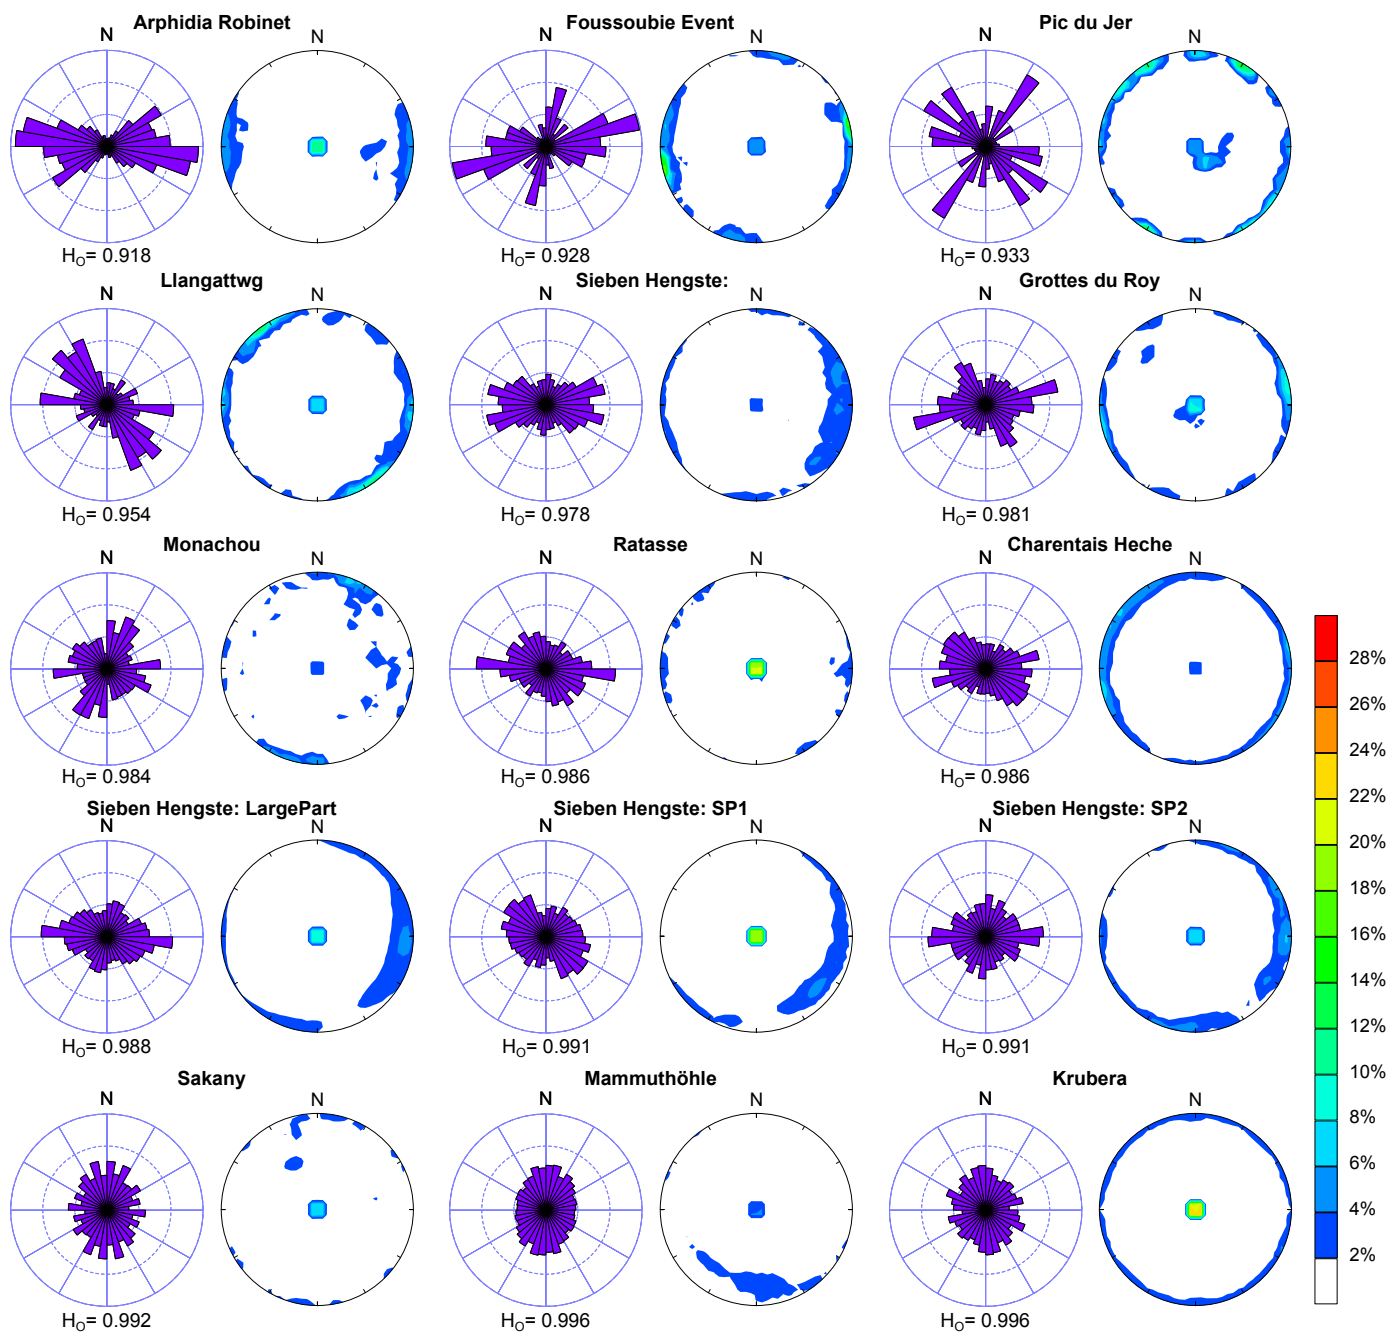 Arphidia Robinet
Foussoubie Event
Pic du Jer
N N N N N N
H_O= 0.918
H_O= 0.928
H_O= 0.933
Llangattwg
Sieben Hengste:
Grottes du Roy
N N N N N N
H_O= 0.954
H_O= 0.978
H_O= 0.981
Monachou
Ratasse
Charentais Heche
N N N N N N
H_O= 0.984
H_O= 0.986
H_O= 0.986
Sieben Hengste: LargePart
Sieben Hengste: SP1
Sieben Hengste: SP2
N N N N N N
H_O= 0.988
H_O= 0.991
H_O= 0.991
Sakany
Mammuthöhle
Krubera
N N N N N N
H_O= 0.992
H_O= 0.996
H_O= 0.996
28%
26%
24%
22%
20%
18%
16%
14%
12%
10%
8%
6%
4%
2%